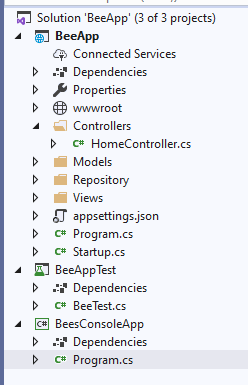 Solution 'BeeApp' (3 of 3 projects)
BeeApp
Connected Services
Dependencies
Properties
wwwroot
Controllers
C# HomeController.cs
Models
Repository
Views
appsettings.json
C# Program.cs
C# Startup.cs
BeeAppTest
Dependencies
C# BeeTest.cs
C# BeesConsoleApp
Dependencies
C# Program.cs